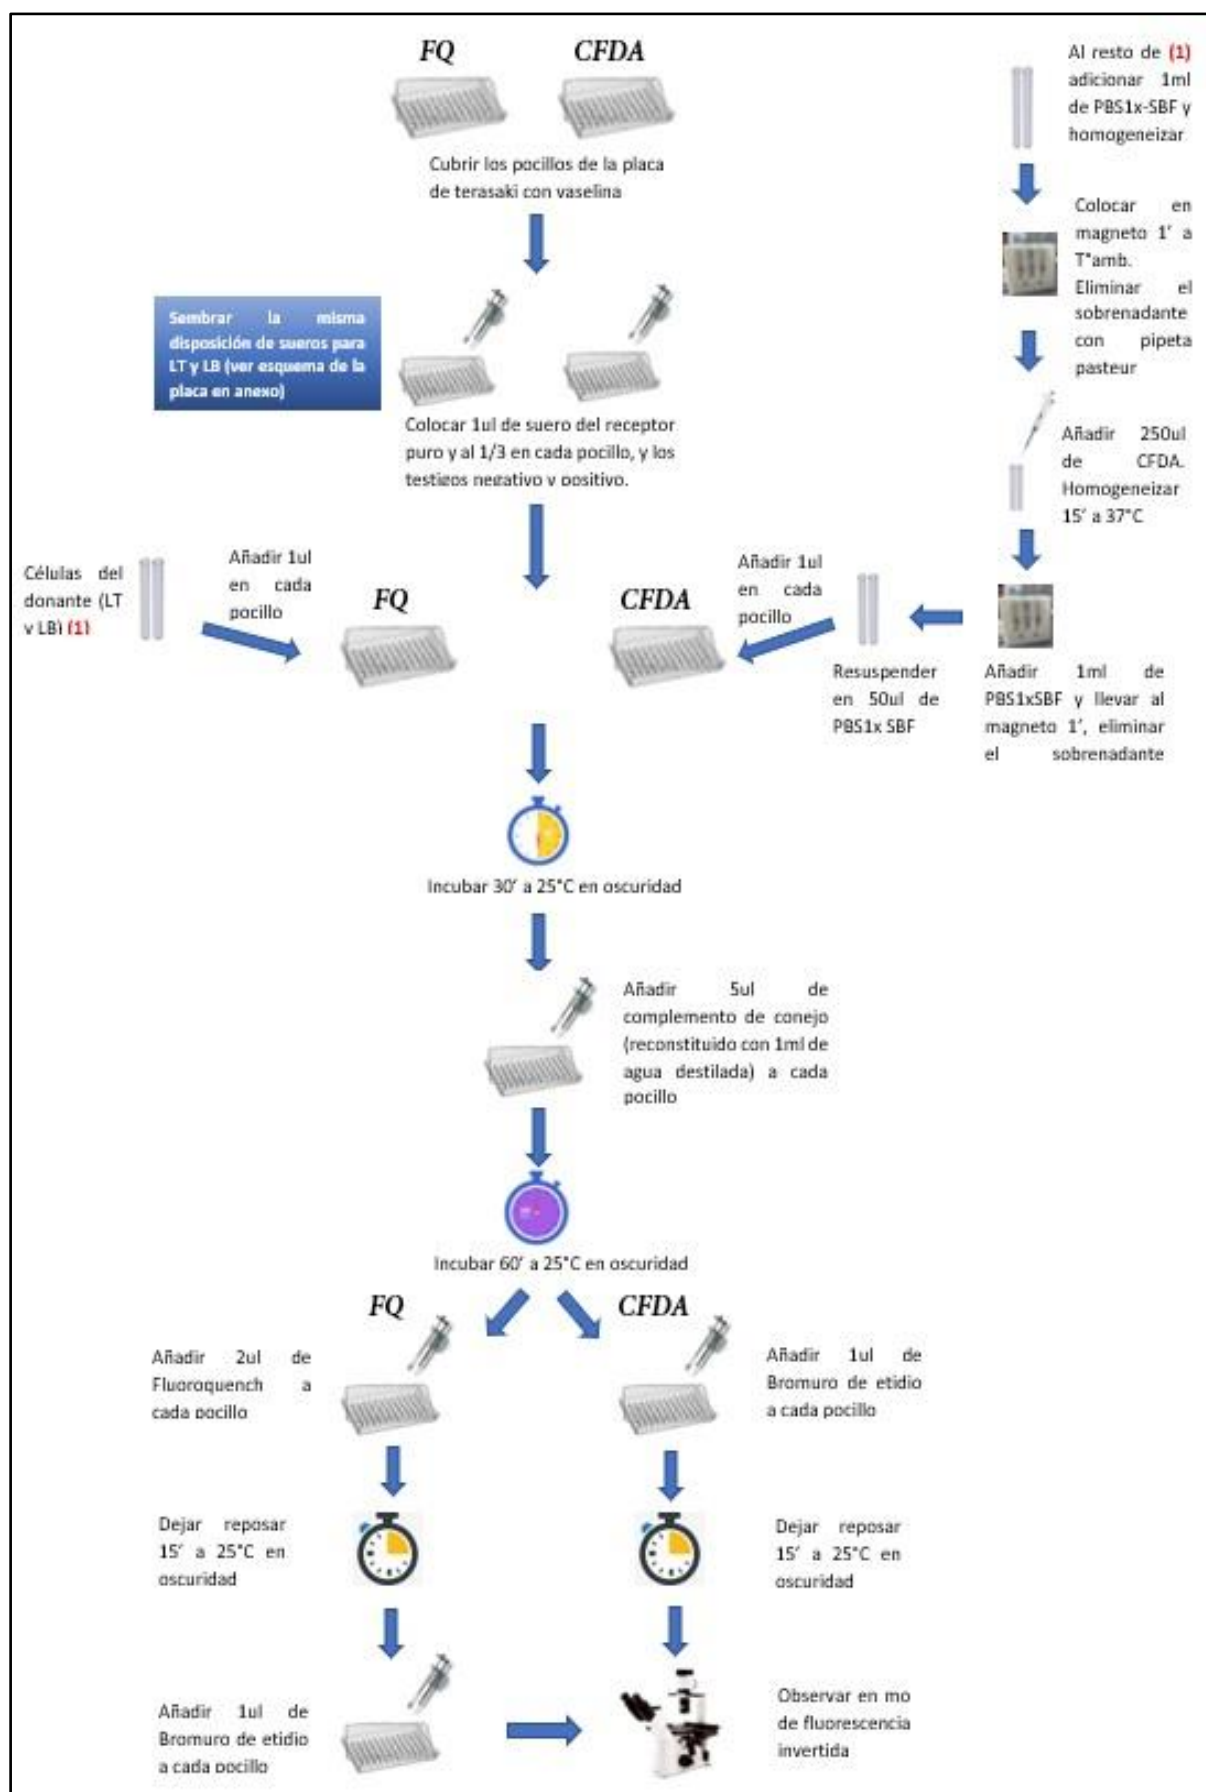 FQ
CFDA
Cubrir los pocillos de la placa
de terasaki con vaselina
Al resto de (1)
adicionar 1ml
de PBS1x-SBF y
homogeneizar
Colocar en
magneto 1' a
T°amb.
Eliminar el
sobrenadante
con pipeta
pasteur
Sembrar la misma
disposición de sueros para
LT y LB (ver esquema de la
placa en anexo)
Colocar 1ul de suero del receptor
puro y al 1/3 en cada pocillo, y los
testigos negativo y positivo.
Añadir 250ul
de CFDA.
Homogeneizar
15' a 37°C
Células del
donante (LT
y LB) (1)
Añadir 1ul
en cada
pocillo
FQ
CFDA
Añadir 1ul
en cada
pocillo
Resuspender
en 50ul de
PBS1x SBF
Añadir 1ml de
PBS1xSBF y llevar al
magneto 1', eliminar
el sobrenadante
Incubar 30' a 25°C en oscuridad
Añadir 5ul de
complemento de conejo
(reconstituido con 1ml de
agua destilada) a cada
pocillo
Incubar 60' a 25°C en oscuridad
FQ
CFDA
Añadir 2ul de
Fluoroquench a
cada pocillo
Añadir 1ul de
Bromuro de etidio
a cada pocillo
Dejar reposar
15' a 25°C en
oscuridad
Dejar reposar
15' a 25°C en
oscuridad
Añadir 1ul de
Bromuro de etidio
a cada pocillo
Observar en mo
de fluorescencia
invertida